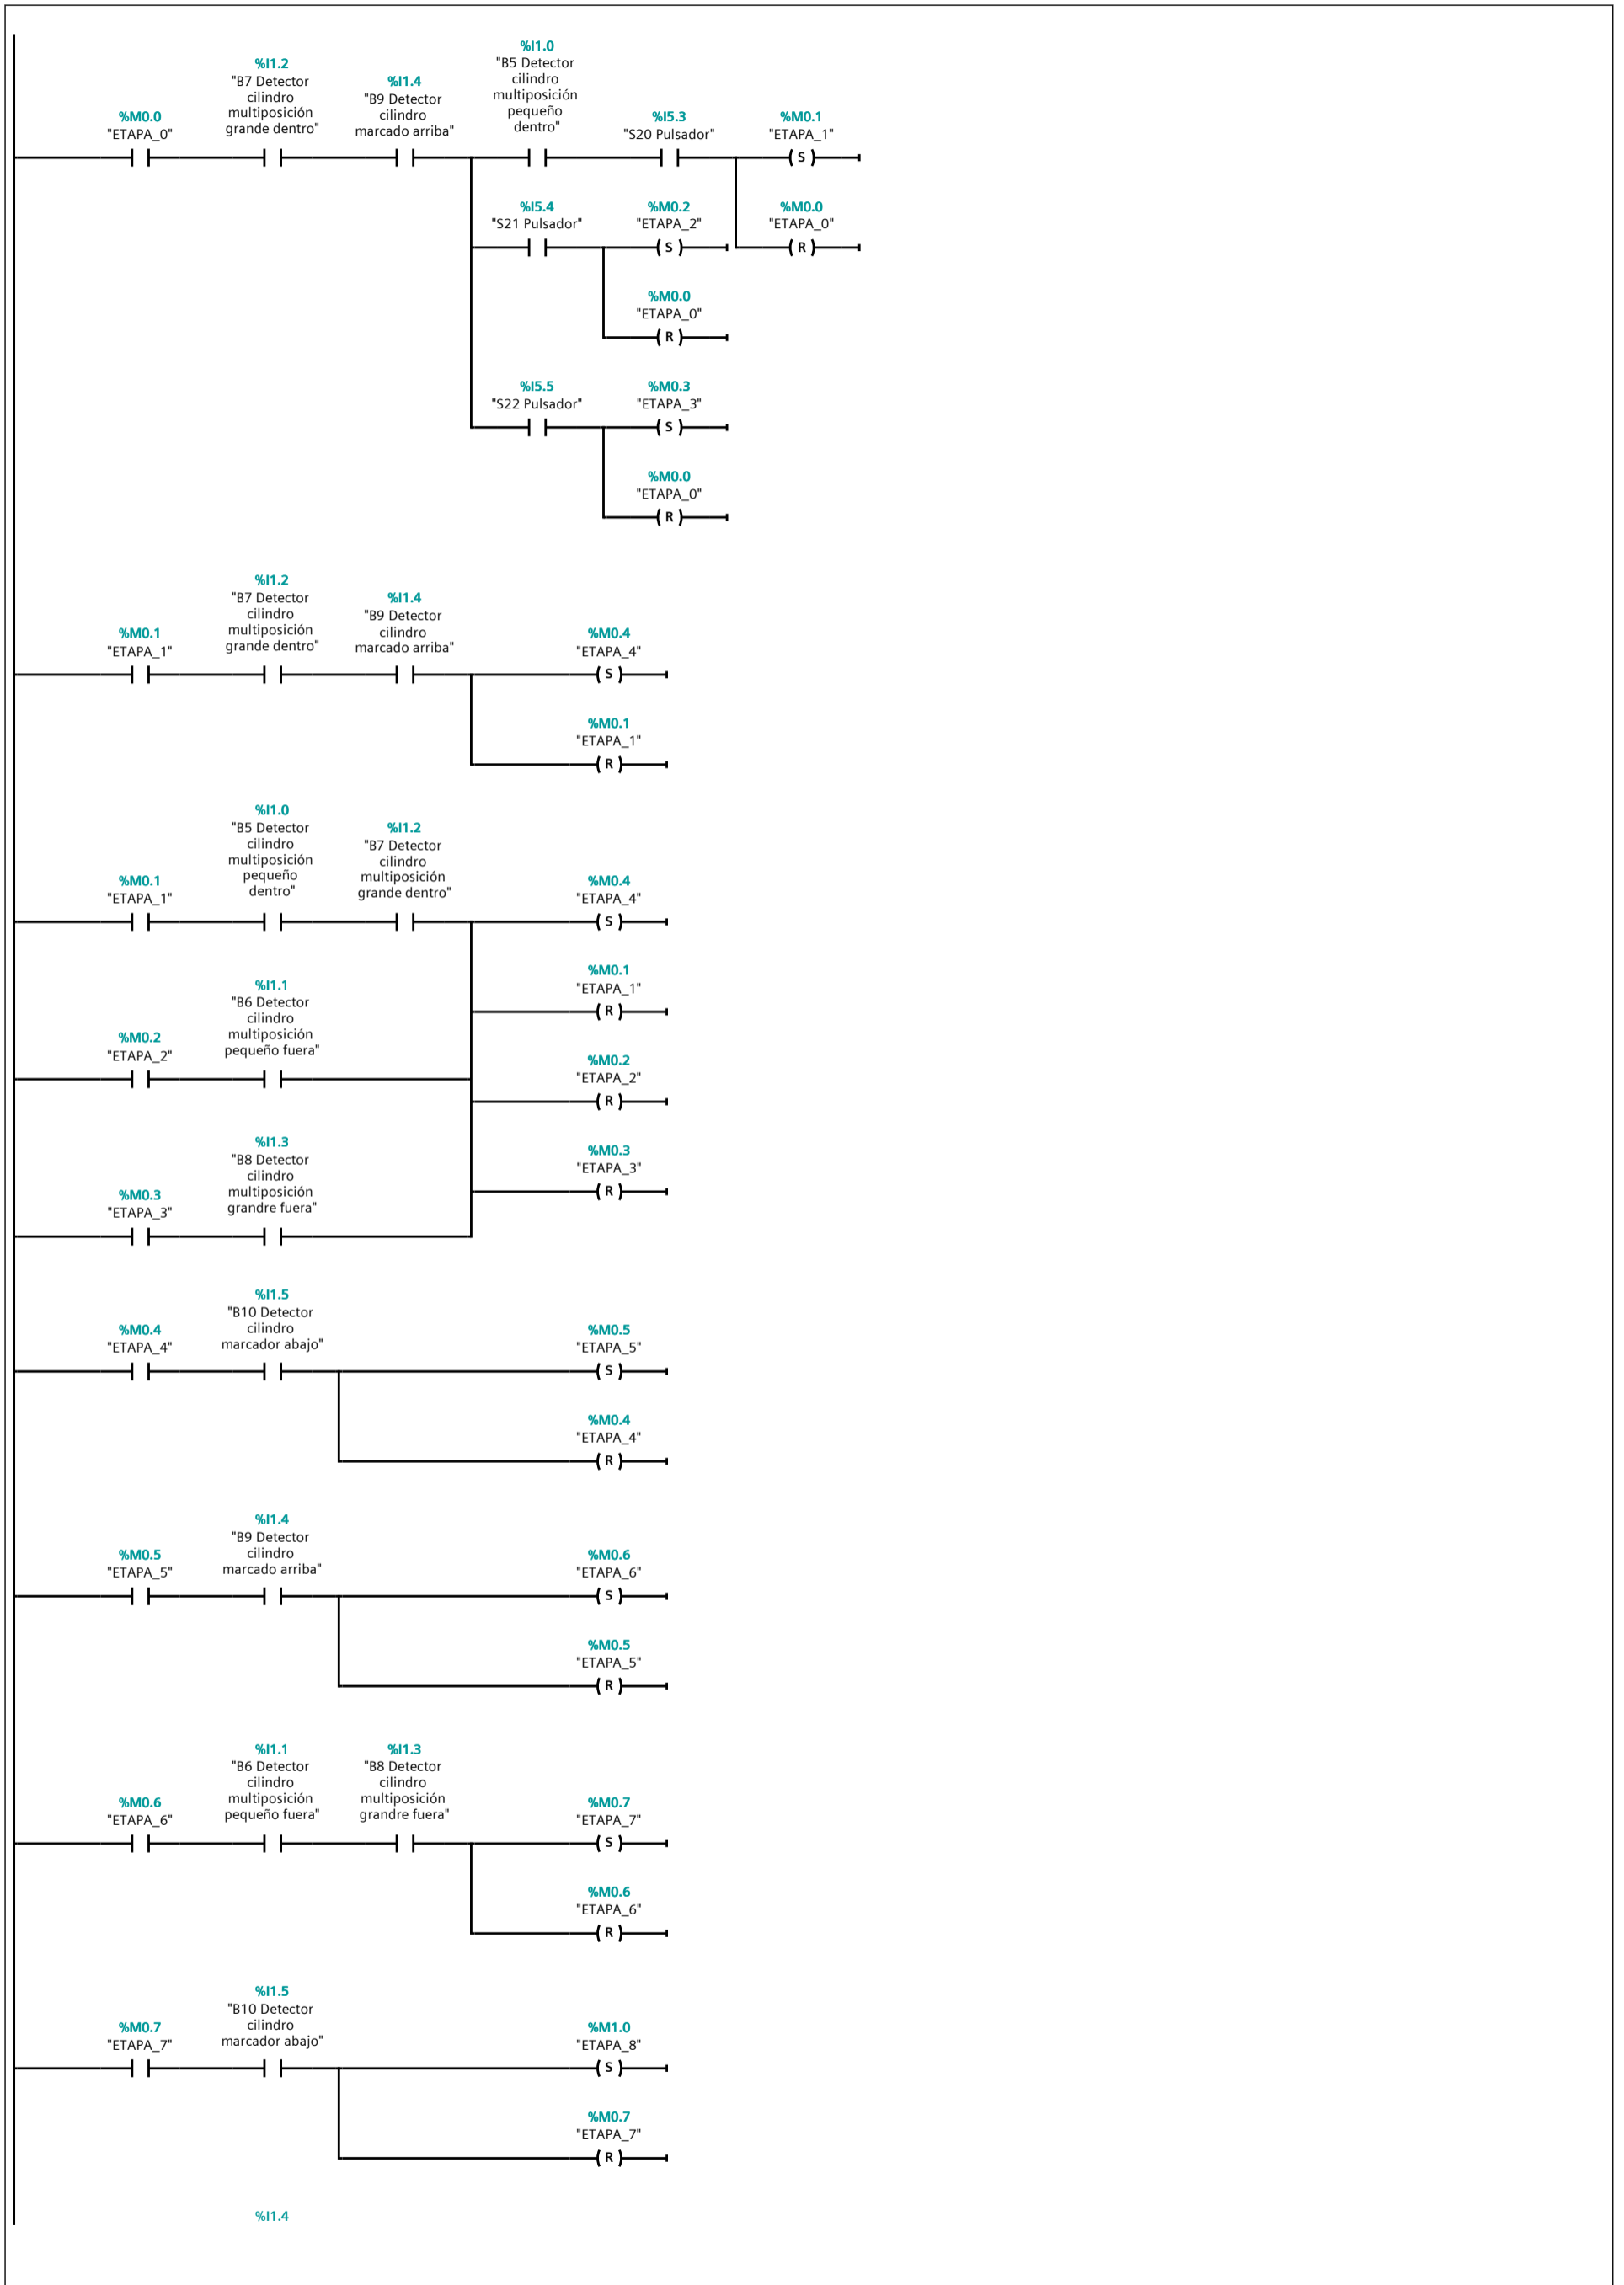 %I1.0
"B5 Detector
cilindro
multiposición
pequeño
dentro"
%I1.2
"B7 Detector
cilindro
multiposición
grande dentro"
%I1.4
"B9 Detector
cilindro
marcado arriba"
%M0.0
"ETAPA_0"
%I5.3
"S20 Pulsador"
%M0.1
"ETAPA_1"
( S )
%I5.4
"S21 Pulsador"
%M0.2
"ETAPA_2"
( S )
%M0.0
"ETAPA_0"
( R )
%M0.0
"ETAPA_0"
( R )
%I5.5
"S22 Pulsador"
%M0.3
"ETAPA_3"
( S )
%M0.0
"ETAPA_0"
( R )
%M0.1
"ETAPA_1"
%I1.2
"B7 Detector
cilindro
multiposición
grande dentro"
%I1.4
"B9 Detector
cilindro
marcado arriba"
%M0.4
"ETAPA_4"
( S )
%M0.1
"ETAPA_1"
( R )
%M0.1
"ETAPA_1"
%I1.0
"B5 Detector
cilindro
multiposición
pequeño
dentro"
%I1.2
"B7 Detector
cilindro
multiposición
grande dentro"
%M0.4
"ETAPA_4"
( S )
%M0.1
"ETAPA_1"
( R )
%M0.2
"ETAPA_2"
%I1.1
"B6 Detector
cilindro
multiposición
pequeño fuera"
%M0.2
"ETAPA_2"
( R )
%M0.3
"ETAPA_3"
%I1.3
"B8 Detector
cilindro
multiposición
grandre fuera"
%M0.3
"ETAPA_3"
( R )
%M0.4
"ETAPA_4"
%I1.5
"B10 Detector
cilindro
marcador abajo"
%M0.5
"ETAPA_5"
( S )
%M0.4
"ETAPA_4"
( R )
%M0.5
"ETAPA_5"
%I1.4
"B9 Detector
cilindro
marcado arriba"
%M0.6
"ETAPA_6"
( S )
%M0.5
"ETAPA_5"
( R )
%M0.6
"ETAPA_6"
%I1.1
"B6 Detector
cilindro
multiposición
pequeño fuera"
%I1.3
"B8 Detector
cilindro
multiposición
grandre fuera"
%M0.7
"ETAPA_7"
( S )
%M0.6
"ETAPA_6"
( R )
%M0.7
"ETAPA_7"
%I1.5
"B10 Detector
cilindro
marcador abajo"
%M1.0
"ETAPA_8"
( S )
%M0.7
"ETAPA_7"
( R )
%I1.4